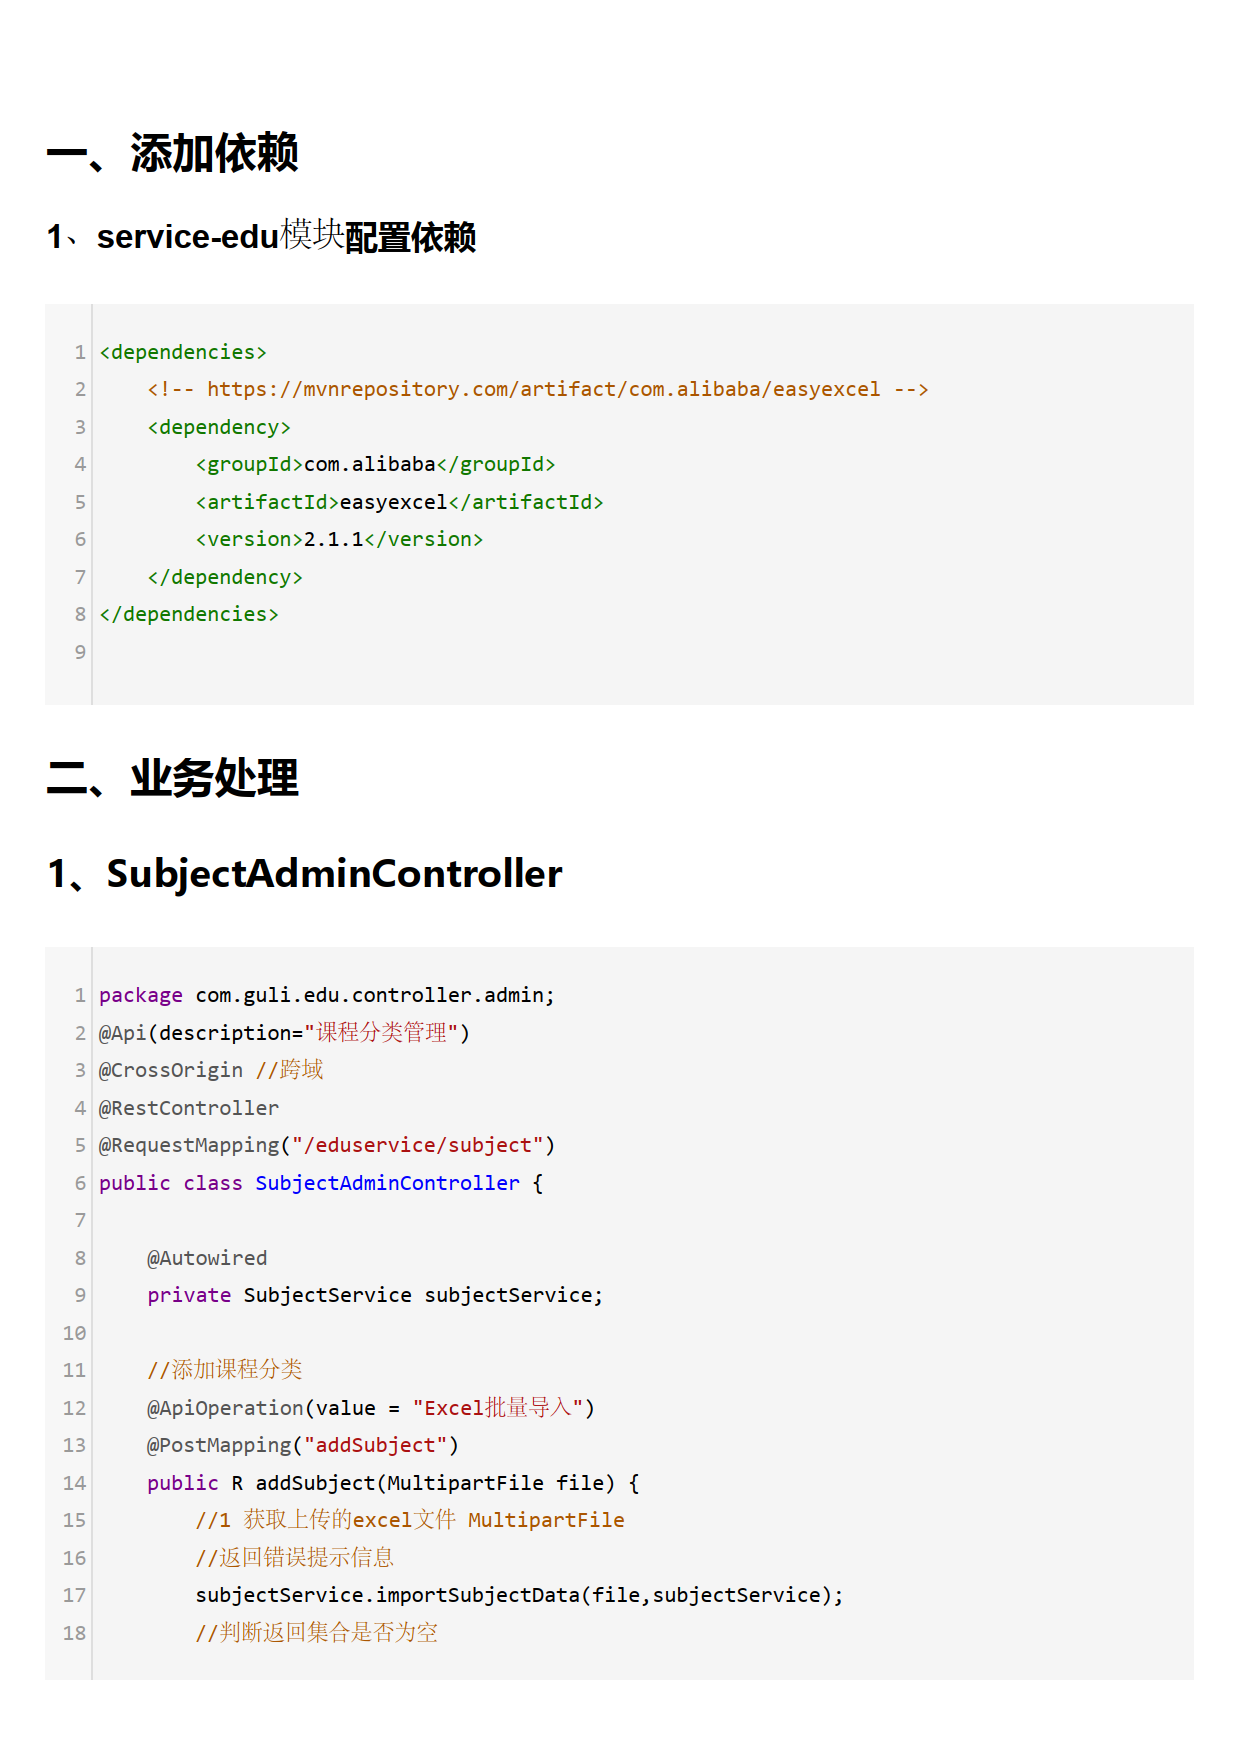 一、添加依赖
1、service-edu模块配置依赖
1 <dependencies>
2     <!-- https://mvnrepository.com/artifact/com.alibaba/easyexcel -->
3     <dependency>
4         <groupId>com.alibaba</groupId>
5         <artifactId>easyexcel</artifactId>
6         <version>2.1.1</version>
7     </dependency>
8 </dependencies>
9
二、业务处理
1、SubjectAdminController
1 package com.guli.edu.controller.admin;
2 @Api(description="课程分类管理")
3 @CrossOrigin //跨域
4 @RestController
5 @RequestMapping("/eduservice/subject")
6 public class SubjectAdminController {
7
8     @Autowired
9     private SubjectService subjectService;
10
11     //添加课程分类
12     @ApiOperation(value = "Excel批量导入")
13     @PostMapping("addSubject")
14     public R addSubject(MultipartFile file) {
15         //1 获取上传的excel文件 MultipartFile
16         //返回错误提示信息
17         subjectService.importSubjectData(file,subjectService);
18         //判断返回集合是否为空